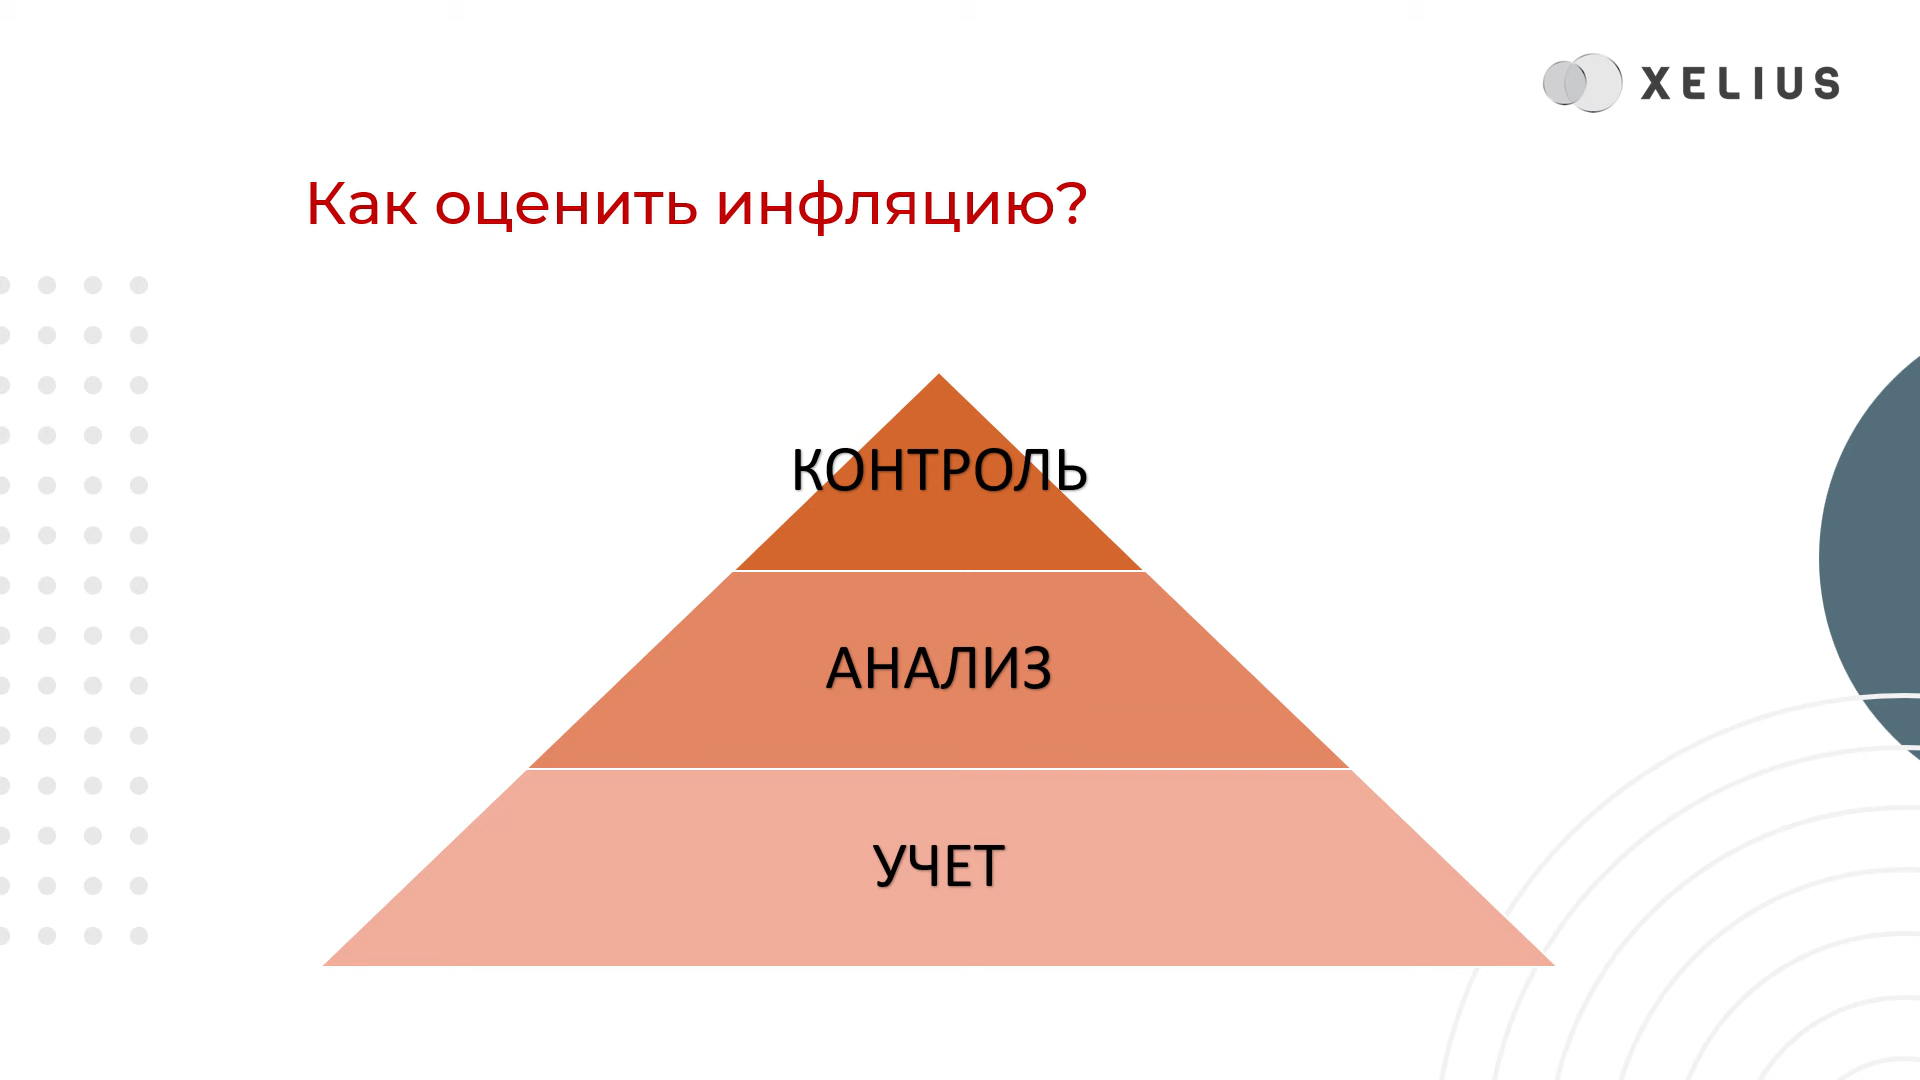 XELIUS
Как оценить инфляцию?
КОНТРОЛЬ
АНАЛИЗ
УЧЕТ